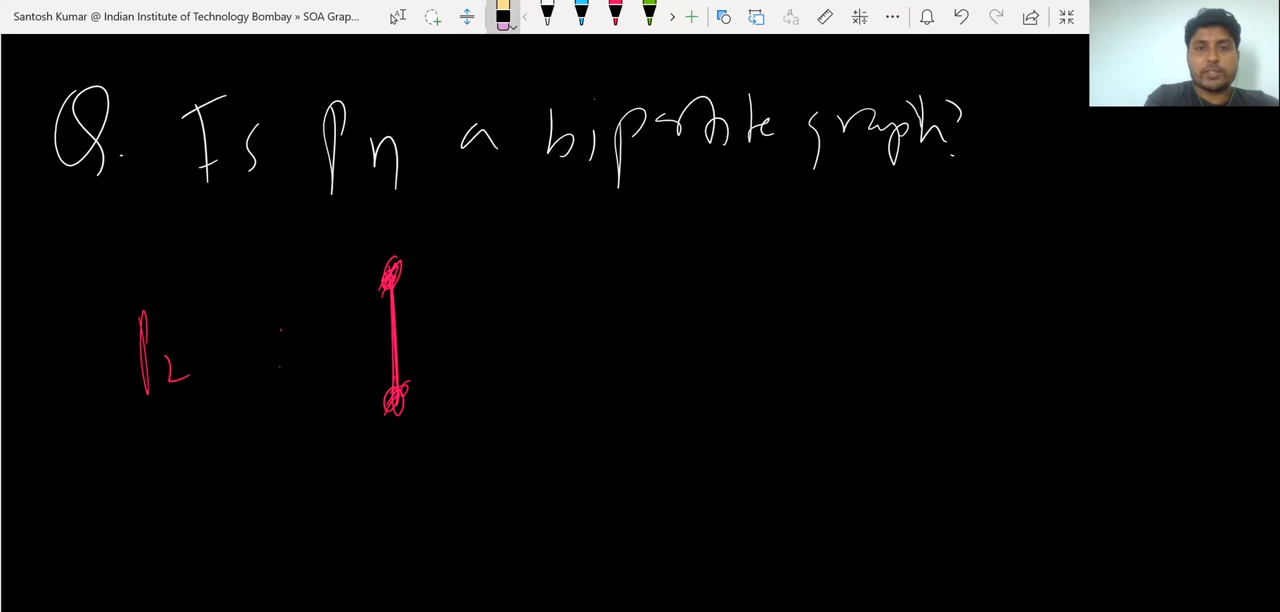 Santosh Kumar @ Indian Institute of Technology Bombay » SOA Grap...
Q. Is Pn a bipartite graph?
P2 :